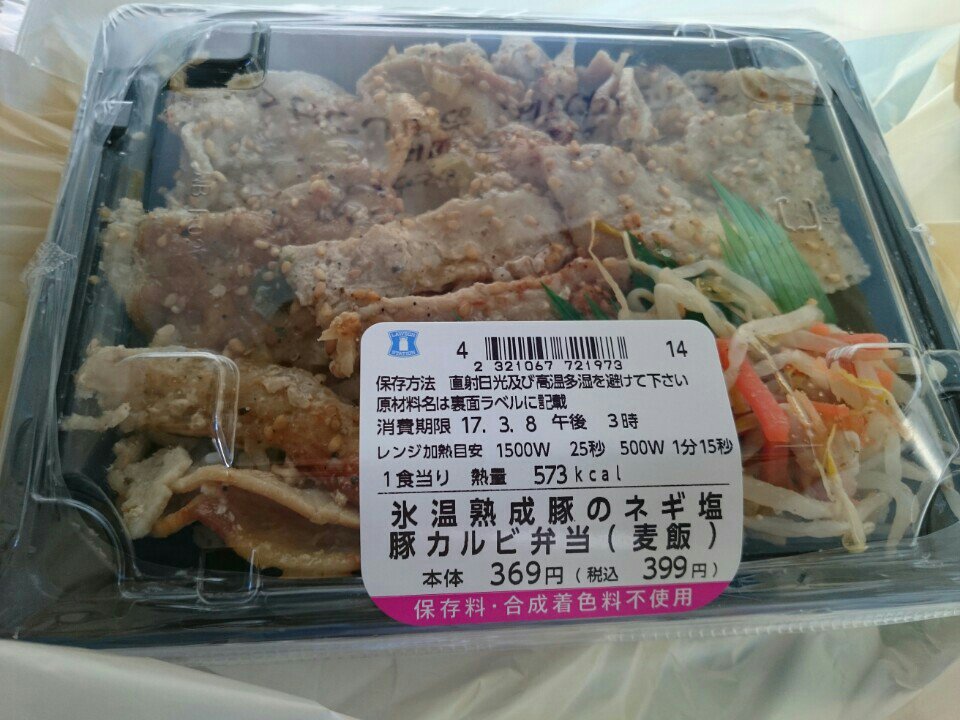 LAWSON
STATION
4 14
2 321067 721973
保存方法 直射日光及び高温多湿を避けて下さい
原材料名は裏面ラベルに記載
消費期限 17. 3. 8 午後 3時
レンジ加熱目安 1500W 25秒 500W 1分15秒
1食当り 熱量 573kcal
氷温熟成豚のネギ塩
豚カルビ弁当(麦飯)
本体 369円(税込 399円)
保存料・合成着色料不使用